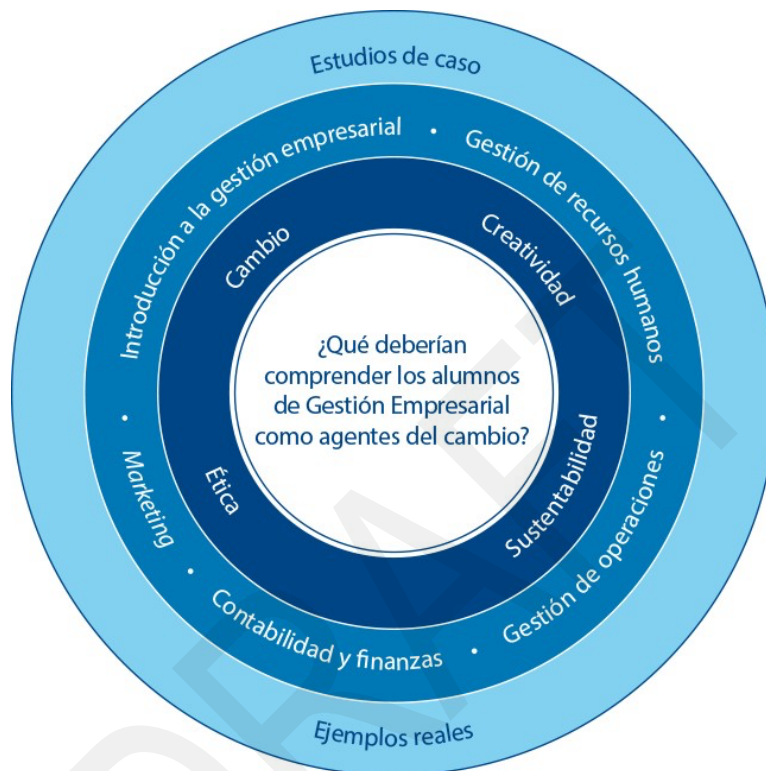 Estudios de caso
Introducción a la gestión empresarial • Gestión de recursos humanos •
Cambio
Creatividad
¿Qué deberían
comprender los alumnos
de Gestión Empresarial
como agentes del cambio?
Ética
Sustentabilidad
• Marketing • Contabilidad y finanzas • Gestión de operaciones
Ejemplos reales
DRAFT